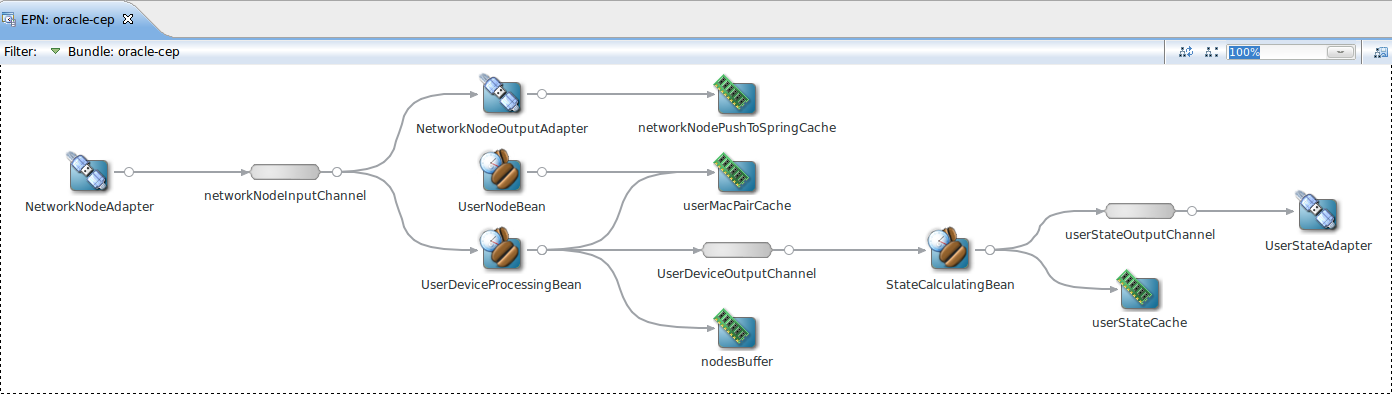 EPN: oracle-cep
Filter: Bundle: oracle-cep
100%
NetworkNodeOutputAdapter
networkNodePushToSpringCache
NetworkNodeAdapter
networkNodeInputChannel
UserNodeBean
userMacPairCache
userStateOutputChannel
UserStateAdapter
UserDeviceProcessingBean
UserDeviceOutputChannel
StateCalculatingBean
userStateCache
nodesBuffer